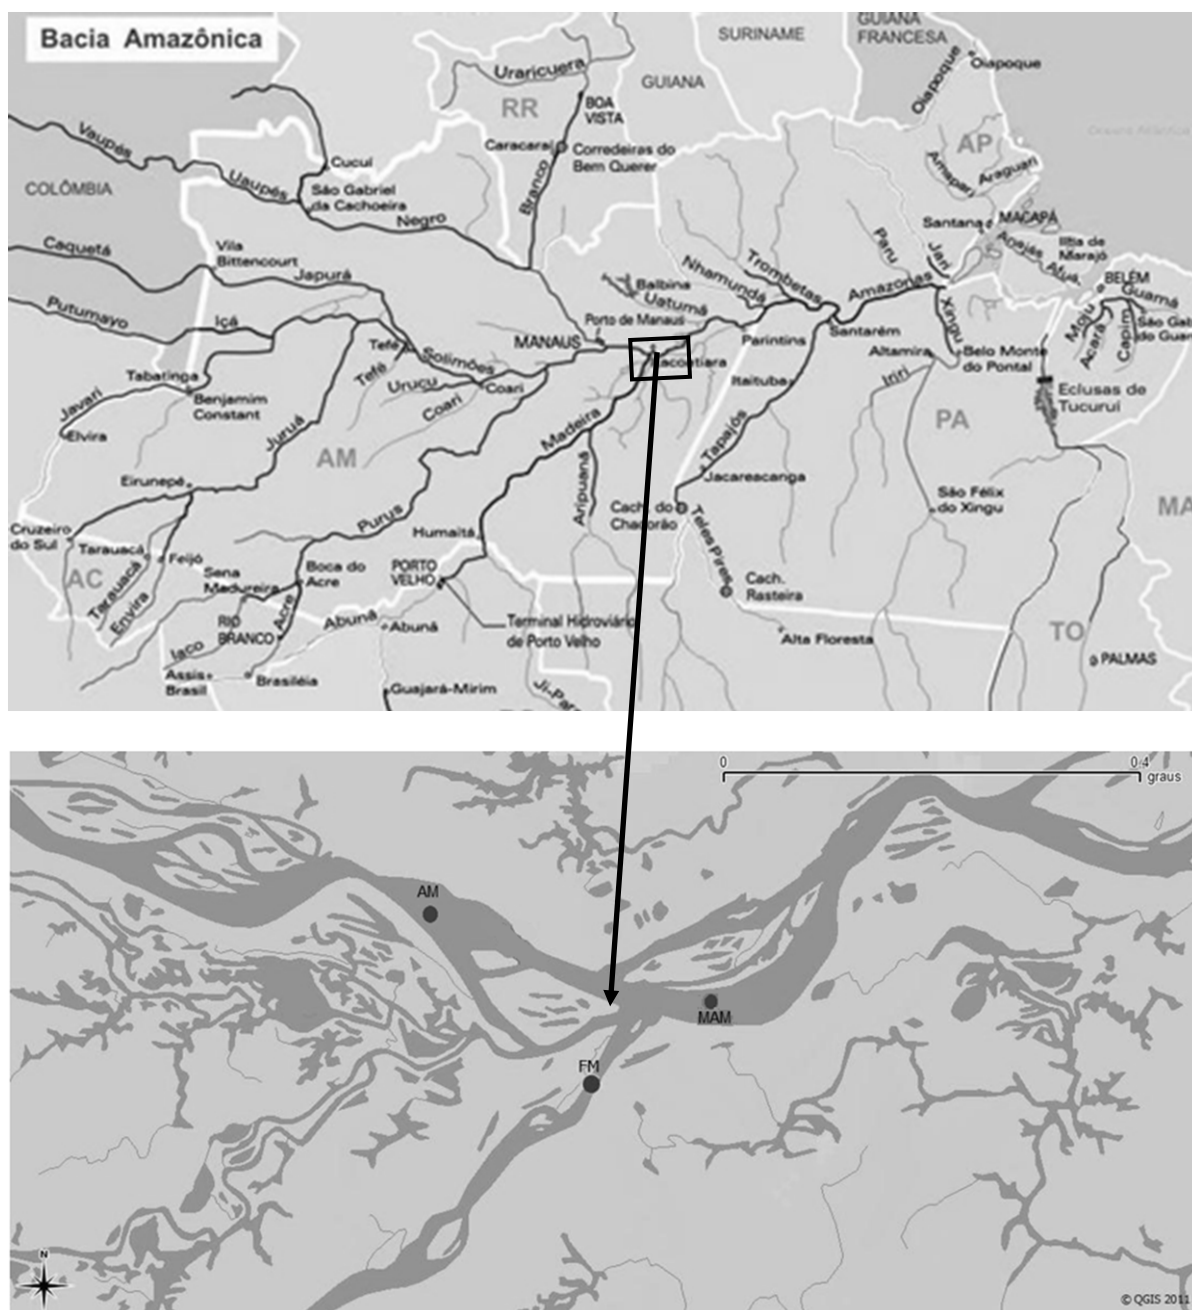 Bacia Amazônica
SURINAME
GUIANA
FRANCESA
Oiapoque
Oiapoque
GUIANA
Uraricuera
RR
BOA
VISTA
Caracaraí
Corredeiras do
Bem Querer
Branco
AP
Amapari
Araguari
Vaupés
COLÔMBIA
Cucuí
Uaupés
São Gabriel
da Cachoeira
Negro
Santana
MACAPÁ
Ilha de
Marajó
Caquetá
Vila
Bittencourt
Japurá
Paru
Jari
Trombetas
Nhamundá
Amazonas
BELÉM
Guamá
Balbina
Uatumã
Putumayo
Içá
Porto de Manaus
MANAUS
Parintins
Santarém
Xingu
Moju
Acará
Capim
São Gab
do Guam
Tefé
Tefé
Solimões
Altamira
Belo Monte
do Pontal
Tabatinga
Urucu
Coari
Coari
Itaituba
Iriri
Eclusas de
Tucuruí
Javari
Benjamim
Constant
Elvira
Juruá
AM
Madeira
Tapajós
PA
Eirunepé
Aripuanã
Jacareacanga
São Félix
do Xingu
MA
Cruzeiro
do Sul
Purus
Humaitá
Cach. do
Chacorão
Teles Pires
Tarauacá
Feijó
AC
Tarauacá
Envira
Sena
Madureira
Boca do
Acre
PORTO
VELHO
Cach.
Rasteira
RIO
BRANCO
Acre
Abunã
Abunã
Terminal Hidroviário
de Porto Velho
Alta Floresta
TO
PALMAS
Iaco
Assis
Brasil
Brasiléia
Guajará-Mirim
0
0.4
graus
AM
MAM
FM
N
© QGIS 2011